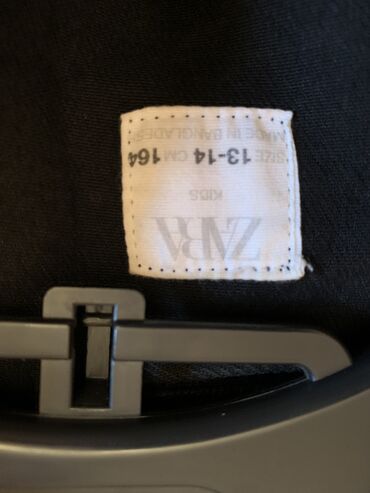 ZARA
KIDS
SIZE 13-14 CM 164
MADE IN BANGLADESH